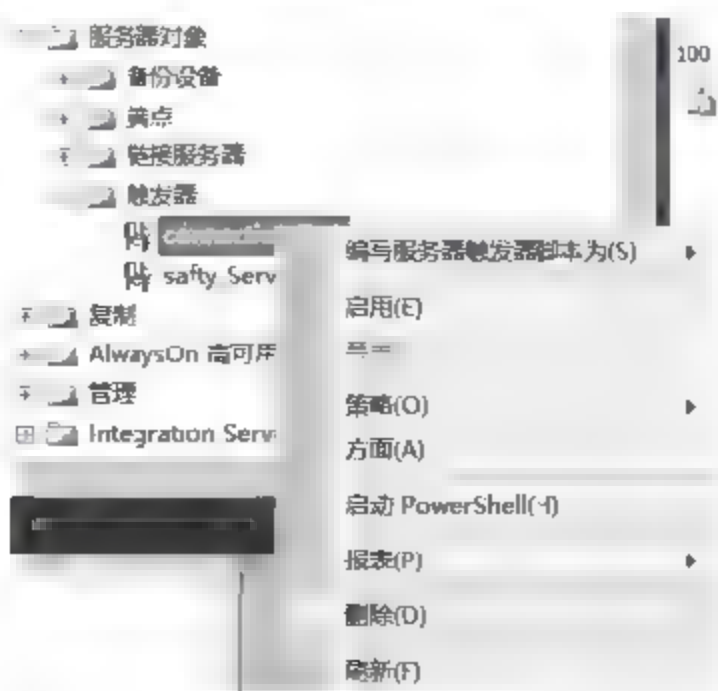 服务器对象
备份设备
端点
链接服务器
触发器
safty Serv
复制
AlwaysOn 高可用
管理
Integration Serv
100
编写服务器触发器脚本为(S)
启用(E)
策略(O)
方面(A)
启动 PowerShell(H)
报表(P)
删除(D)
刷新(F)